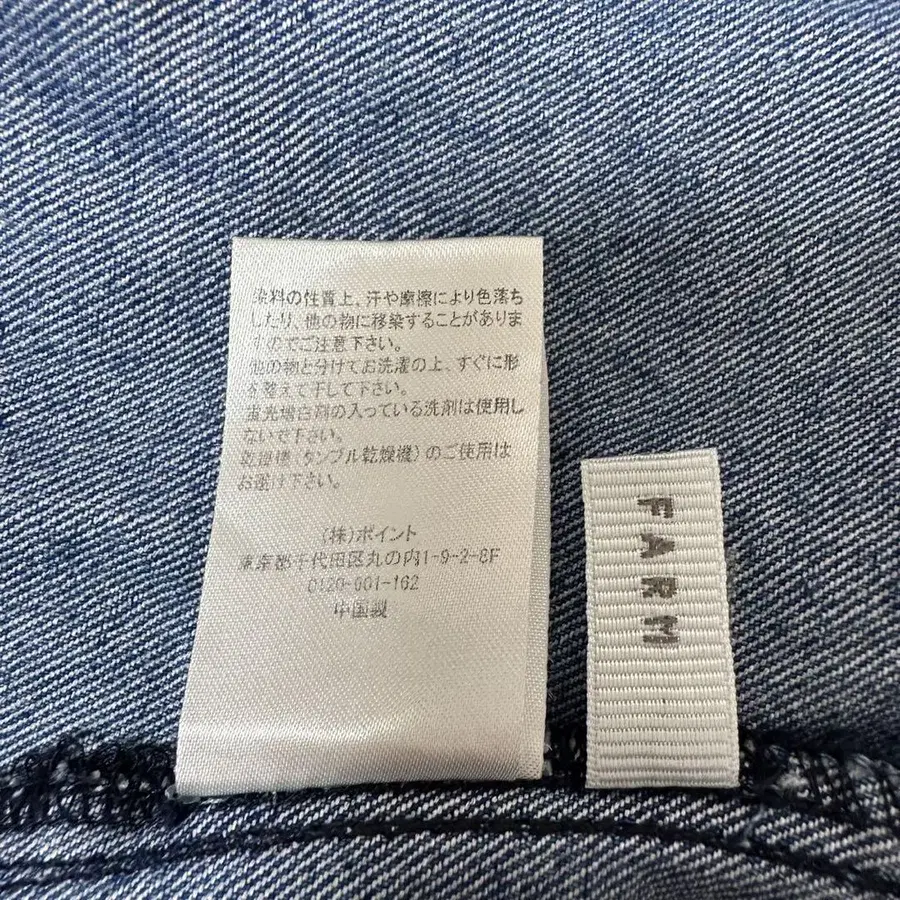 染料の性質上、汗や摩擦により色落ち
したり、他の物に移染することがありま
すのでご注意下さい。
他の物と分けてお洗濯の上、すぐに形
を整えて干して下さい。
蛍光増白剤の入っている洗剤は使用し
ないで下さい。
乾燥機(タンブル乾燥機)のご使用は
お避け下さい。
(株)ポイント
東京都千代田区丸の内1-9-2-8F
0120-601-162
中国製
FARM